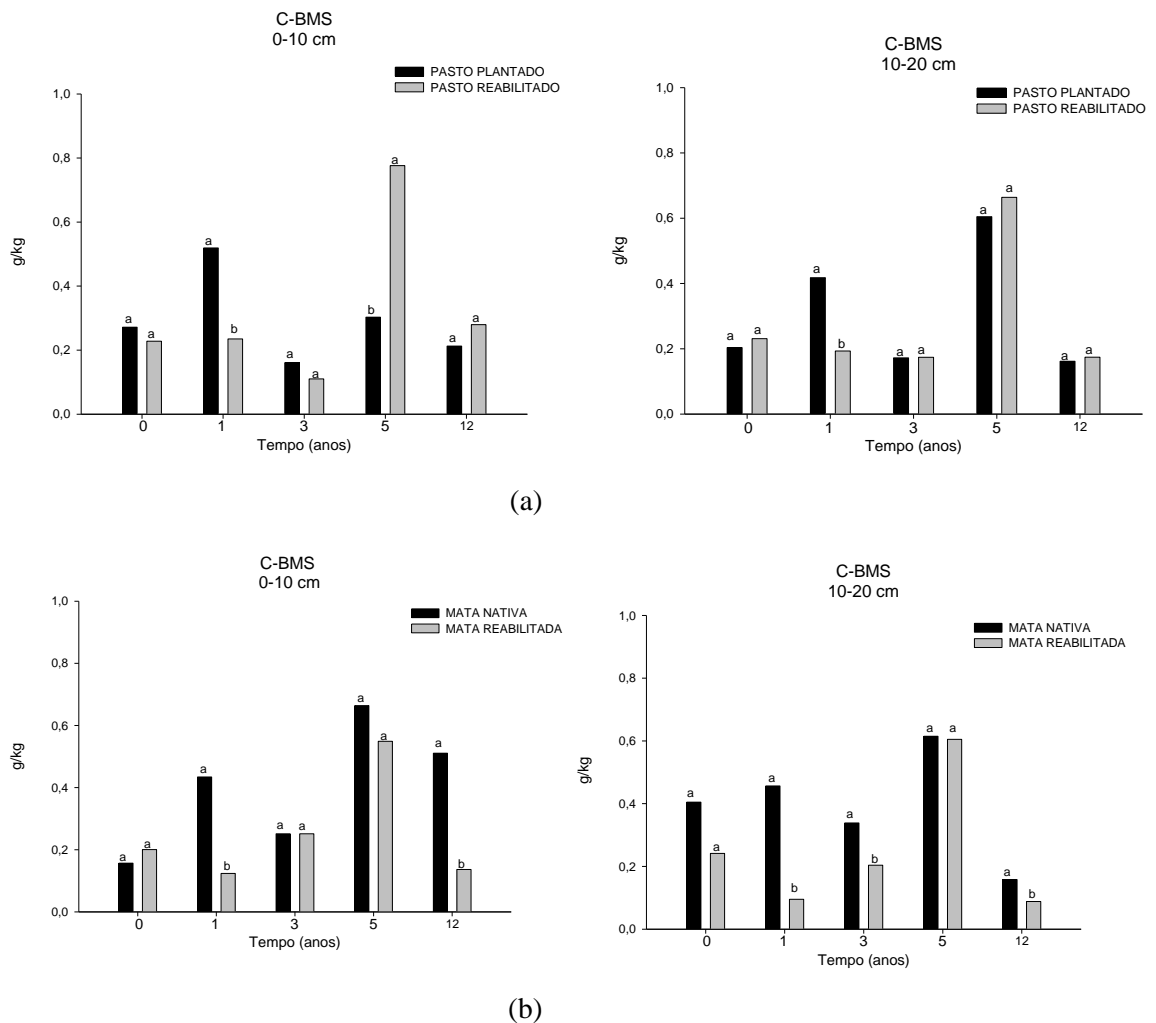 C-BMS
0-10 cm
PASTO PLANTADO
PASTO REABILITADO
g/kg
1,0
0,8
0,6
0,4
0,2
0,0
a a a b a a b a a a
0 1 3 5 12
Tempo (anos)
C-BMS
10-20 cm
PASTO PLANTADO
PASTO REABILITADO
g/kg
1,0
0,8
0,6
0,4
0,2
0,0
a a a b a a a a a a
0 1 3 5 12
Tempo (anos)
(a)
C-BMS
0-10 cm
MATA NATIVA
MATA REABILITADA
g/kg
1,0
0,8
0,6
0,4
0,2
0,0
a a a b a a a a a b
0 1 3 5 12
Tempo (anos)
C-BMS
10-20 cm
MATA NATIVA
MATA REABILITADA
g/kg
1,0
0,8
0,6
0,4
0,2
0,0
a a a b a b a a a b
0 1 3 5 12
Tempo (anos)
(b)